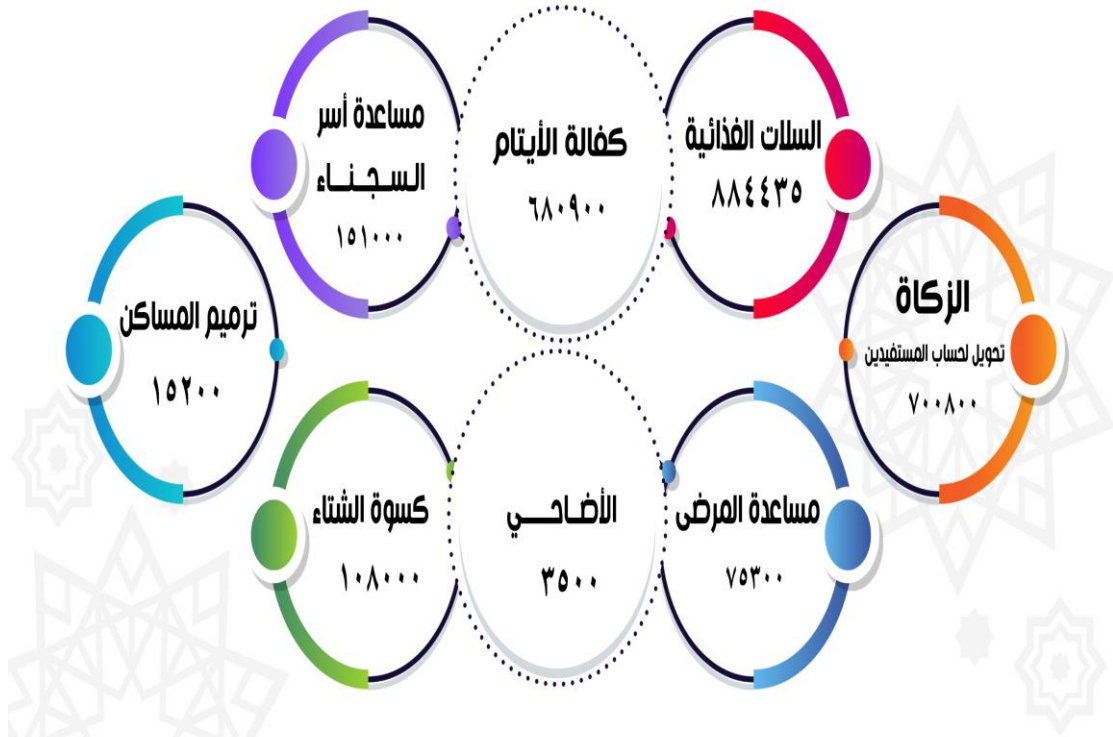 السلات الغذائية
٨٨٤٤٣٥
كفالة الأيتام
٦٨٠٩٠٠
مساعدة أسر
السجناء
١٥١٠٠٠
الزكاة
تحويل لحساب المستفيدين
٧٠٠٨٠٠
ترميم المساكن
١٥٢٠٠
مساعدة المرضى
٧٥٣٠٠
الأضاحي
٣٥٠٠
كسوة الشتاء
١٠٨٠٠٠